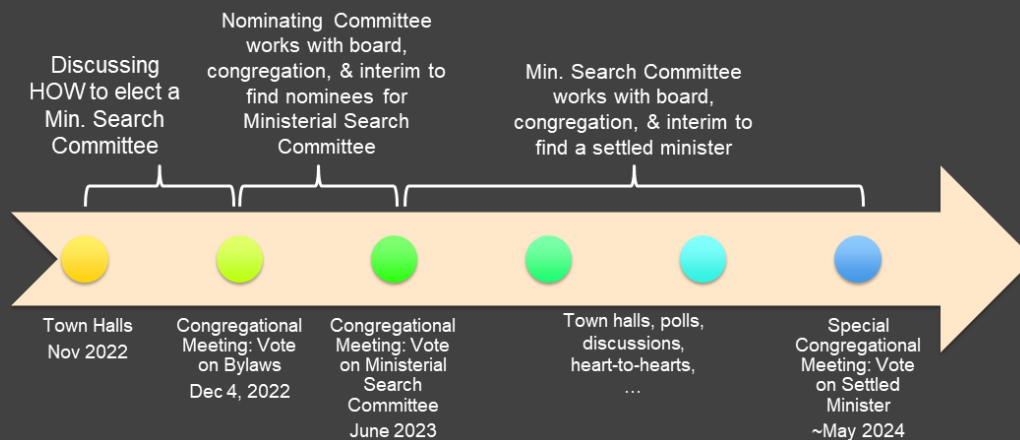 Discussing
HOW to elect a
Min. Search
Committee
Nominating Committee
works with board,
congregation, & interim to
find nominees for
Ministerial Search
Committee
Min. Search Committee
works with board,
congregation, & interim to
find a settled minister
Town Halls
Nov 2022
Congregational
Meeting: Vote
on Bylaws
Dec 4, 2022
Congregational
Meeting: Vote
on Ministerial
Search
Committee
June 2023
Town halls, polls,
discussions,
heart-to-hearts,
…
Special
Congregational
Meeting: Vote
on Settled
Minister
~May 2024